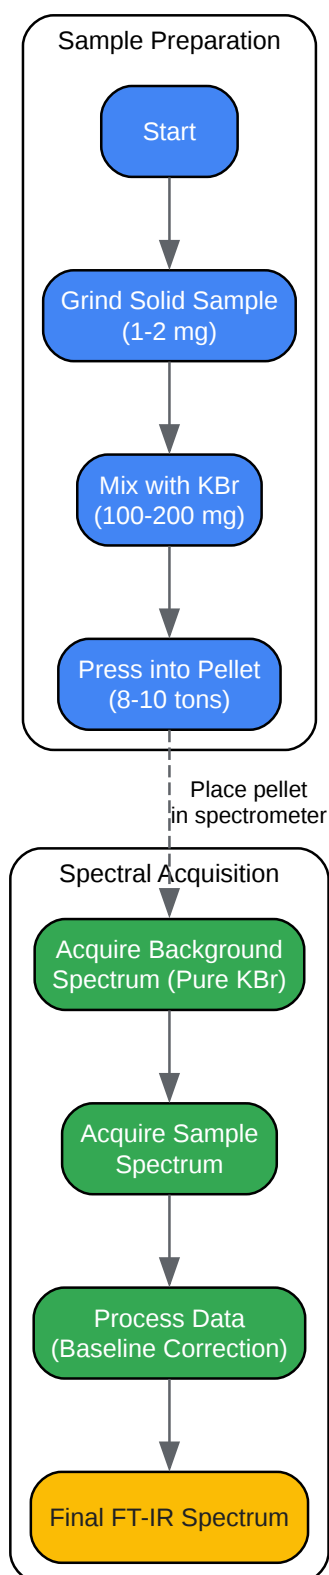 Sample Preparation
Start
Grind Solid Sample
(1-2 mg)
Mix with KBr
(100-200 mg)
Press into Pellet
(8-10 tons)
Place pellet
in spectrometer
Spectral Acquisition
Acquire Background
Spectrum (Pure KBr)
Acquire Sample
Spectrum
Process Data
(Baseline Correction)
Final FT-IR Spectrum